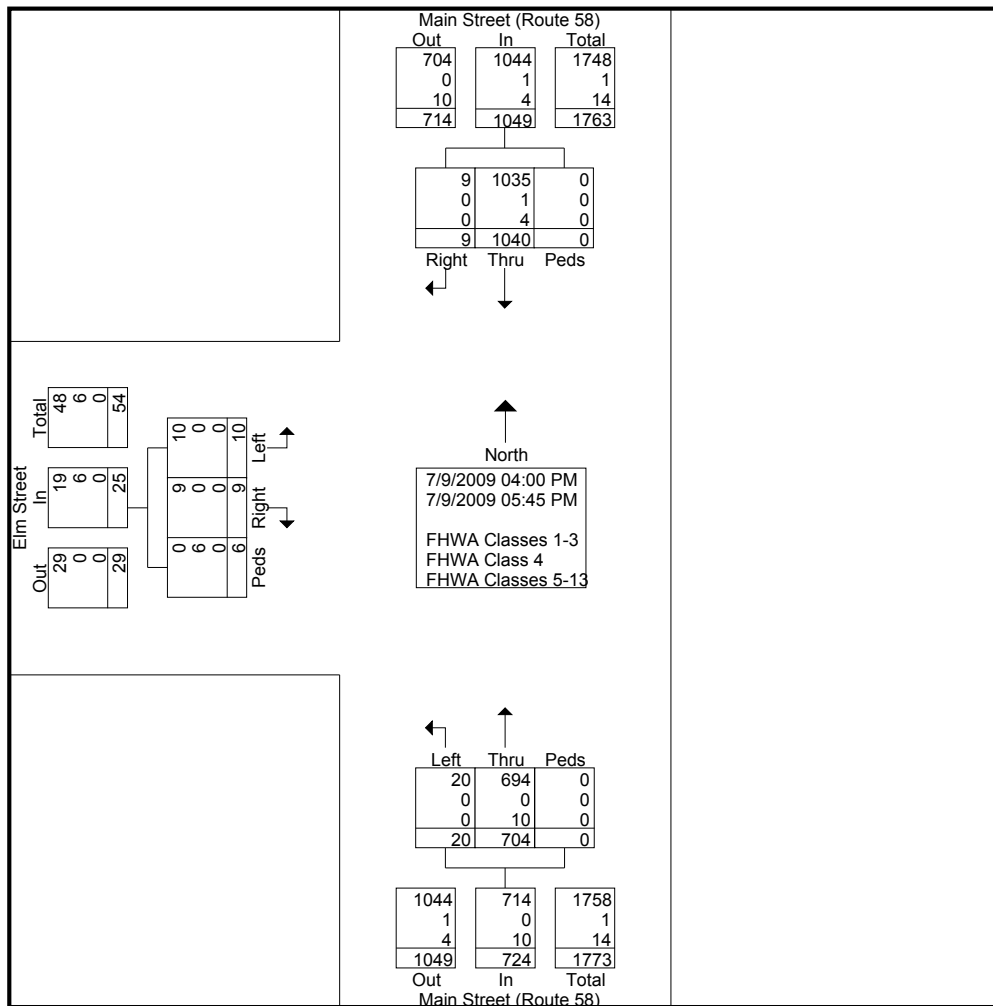 Main Street (Route 58)
Out In Total
704 1044 1748
0 1 1
10 4 14
714 1049 1763
9 1035 0
0 1 0
0 4 0
9 1040 0
Right Thru Peds
Elm Street
Total
48 6 0 54
In
19 6 0 25
Out
29 0 0 29
10 0 0 10
Left
9 0 0 9
Right
0 6 0 6
Peds
North
7/9/2009 04:00 PM
7/9/2009 05:45 PM
FHWA Classes 1-3
FHWA Class 4
FHWA Classes 5-13
Left Thru Peds
20 694 0
0 0 0
0 10 0
20 704 0
1044 714 1758
1 0 1
4 10 14
1049 724 1773
Out In Total
Main Street (Route 58)